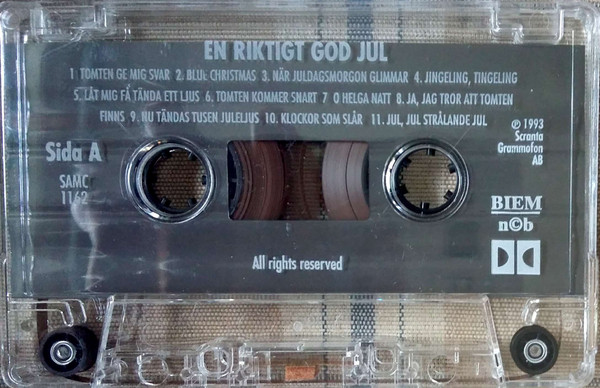 EN RIKTIGT GOD JUL
1 TOMTEN GE MIG SVAR 2. BLUE CHRISTMAS 3. NÄR JULDAGSMORGON GLIMMAR 4. JINGELING, TINGELING
5. LÅT MIG FÅ TÄNDA ETT LJUS 6. TOMTEN KOMMER SNART 7 O HELGA NATT 8. JA, JAG TROR ATT TOMTEN
FINNS 9. NU TÄNDAS TUSEN JULELJUS 10. KLOCKOR SOM SLÅR 11. JUL, JUL STRÅLANDE JUL
℗ 1993
Scranta
Grammofon
AB
Sida A
SAMC
1162
BIEM
n©b
All rights reserved